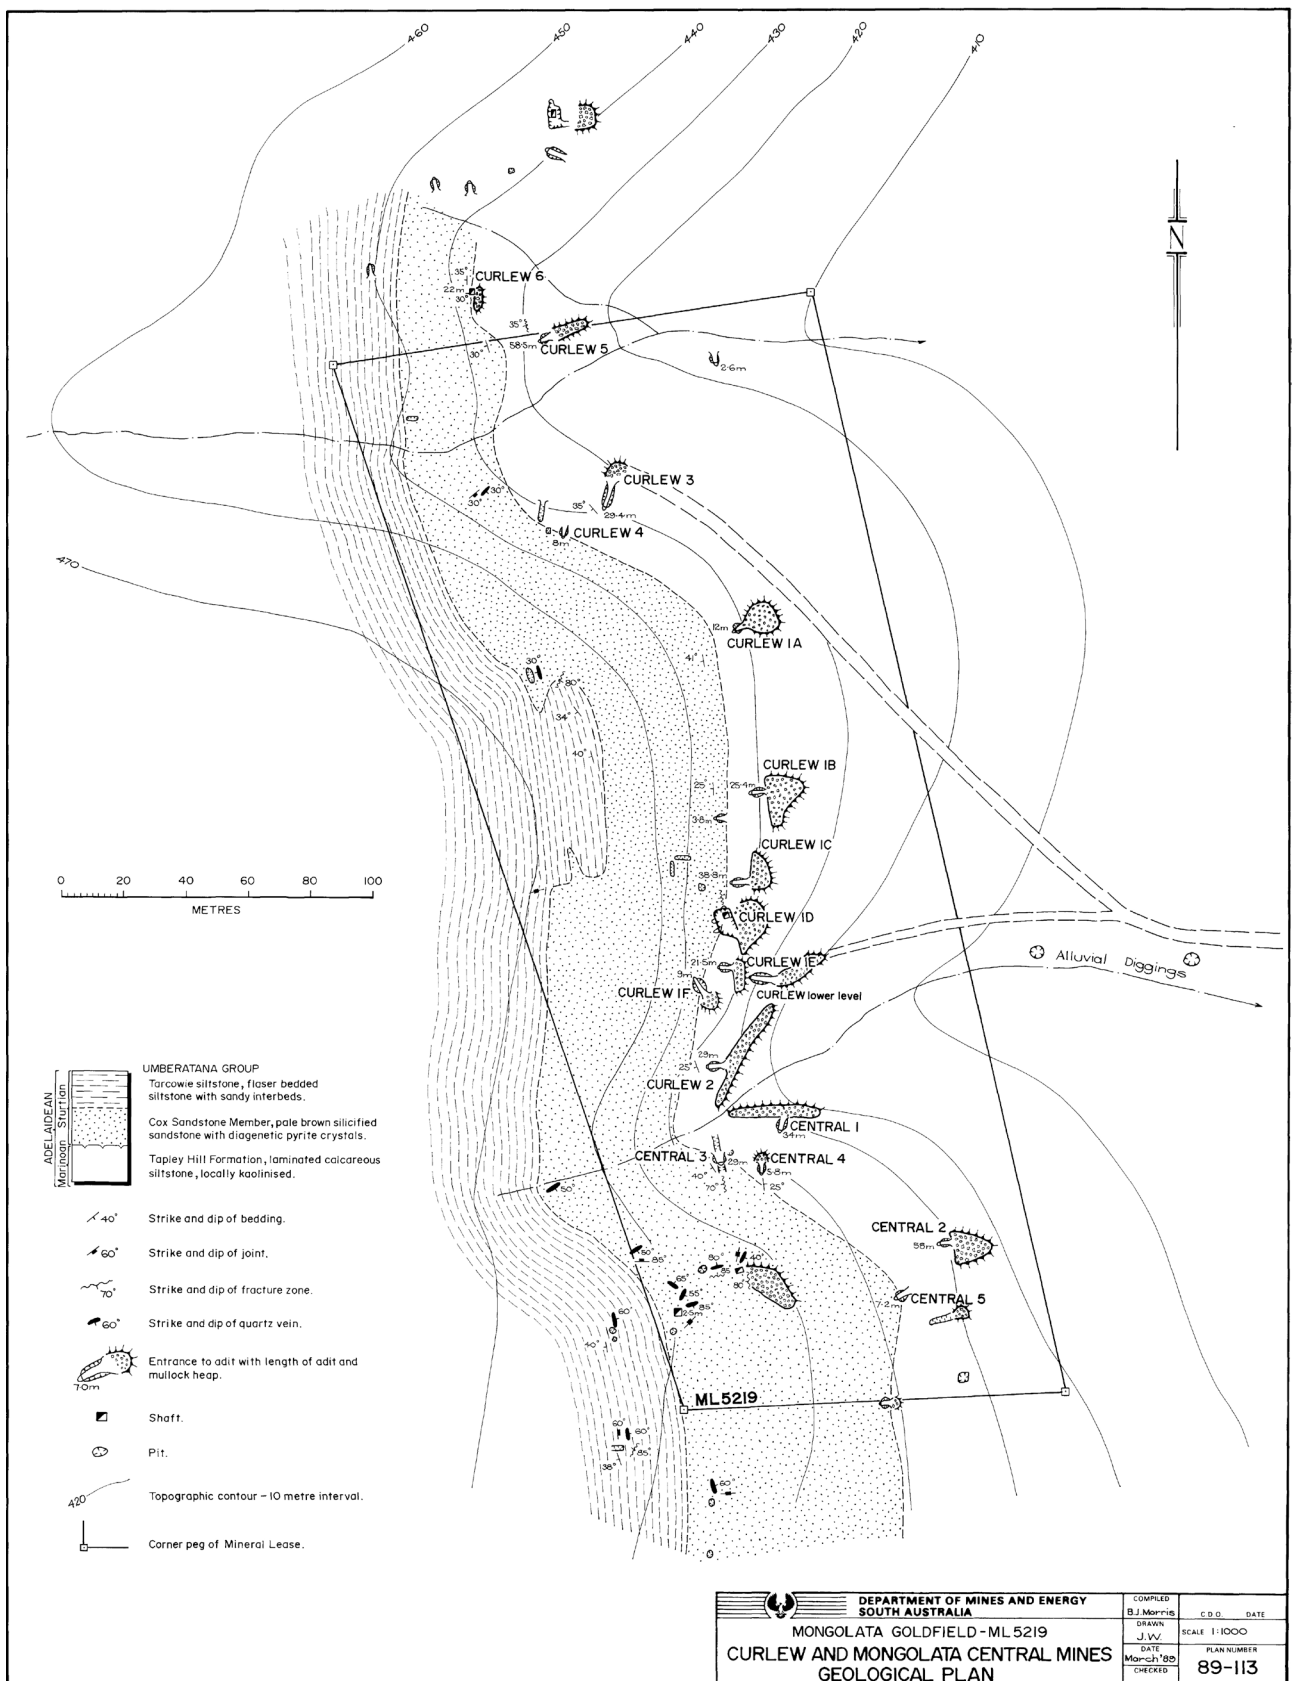 460
450
440
430
420
410
N
35°
CURLEW 6
22m
30°
35°
58·5m
CURLEW 5
30°
2·6m
CURLEW 3
30°
30°
35°
29·4m
CURLEW 4
8m
470
12m
CURLEW 1A
41°
30°
80°
34°
40°
CURLEW 1B
25
25·4m
3·8m
CURLEW 1C
38·8m
CURLEW 1D
0 20 40 60 80 100
METRES
21·5m
CURLEW 1E
9m
CURLEW 1F
CURLEW lower level
Alluvial Diggings
29m
25°
CURLEW 2
CENTRAL 1
34m
CENTRAL 3
29m
CENTRAL 4
5·8m
40°
70°
25°
50°
CENTRAL 2
58m
85°
40°
85
80°
65°
55°
85°
25m
7·2m
CENTRAL 5
60°
40°
ML5219
60
60°
85°
38°
60°
ADELAIDEAN
Marinoan
Sturtian
UMBERATANA GROUP
Tarcowie siltstone, flaser bedded
siltstone with sandy interbeds.
Cox Sandstone Member, pale brown silicified
sandstone with diagenetic pyrite crystals.
Tapley Hill Formation, laminated calcareous
siltstone, locally kaolinised.
40° Strike and dip of bedding.
60° Strike and dip of joint.
70° Strike and dip of fracture zone.
60° Strike and dip of quartz vein.
Entrance to adit with length of adit and
mullock heap.
7·0m
Shaft.
Pit.
420 Topographic contour – 10 metre interval.
Corner peg of Mineral Lease.
DEPARTMENT OF MINES AND ENERGY
SOUTH AUSTRALIA
MONGOLATA GOLDFIELD - ML 5219
CURLEW AND MONGOLATA CENTRAL MINES
GEOLOGICAL PLAN
COMPILED
B.J.Morris
DRAWN
J.W.
DATE
March '89
CHECKED
C.D.O. DATE
SCALE 1:1000
PLAN NUMBER
89-113